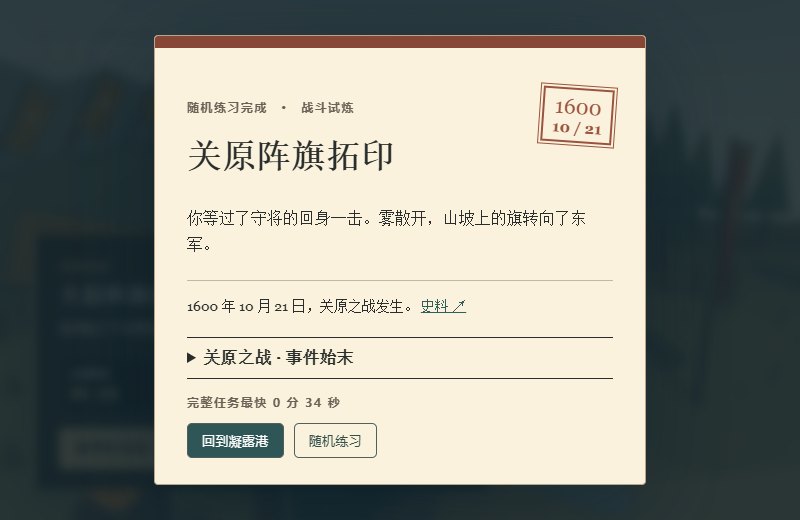 随机练习完成 • 战斗试炼
1600
10 / 21
关原阵旗拓印
你等过了守将的回身一击。雾散开，山坡上的旗转向了东
军。
1600 年 10 月 21 日，关原之战发生。 史料 ↗
▶ 关原之战 · 事件始末
完整任务最快 0 分 34 秒
回到凝露港
随机练习